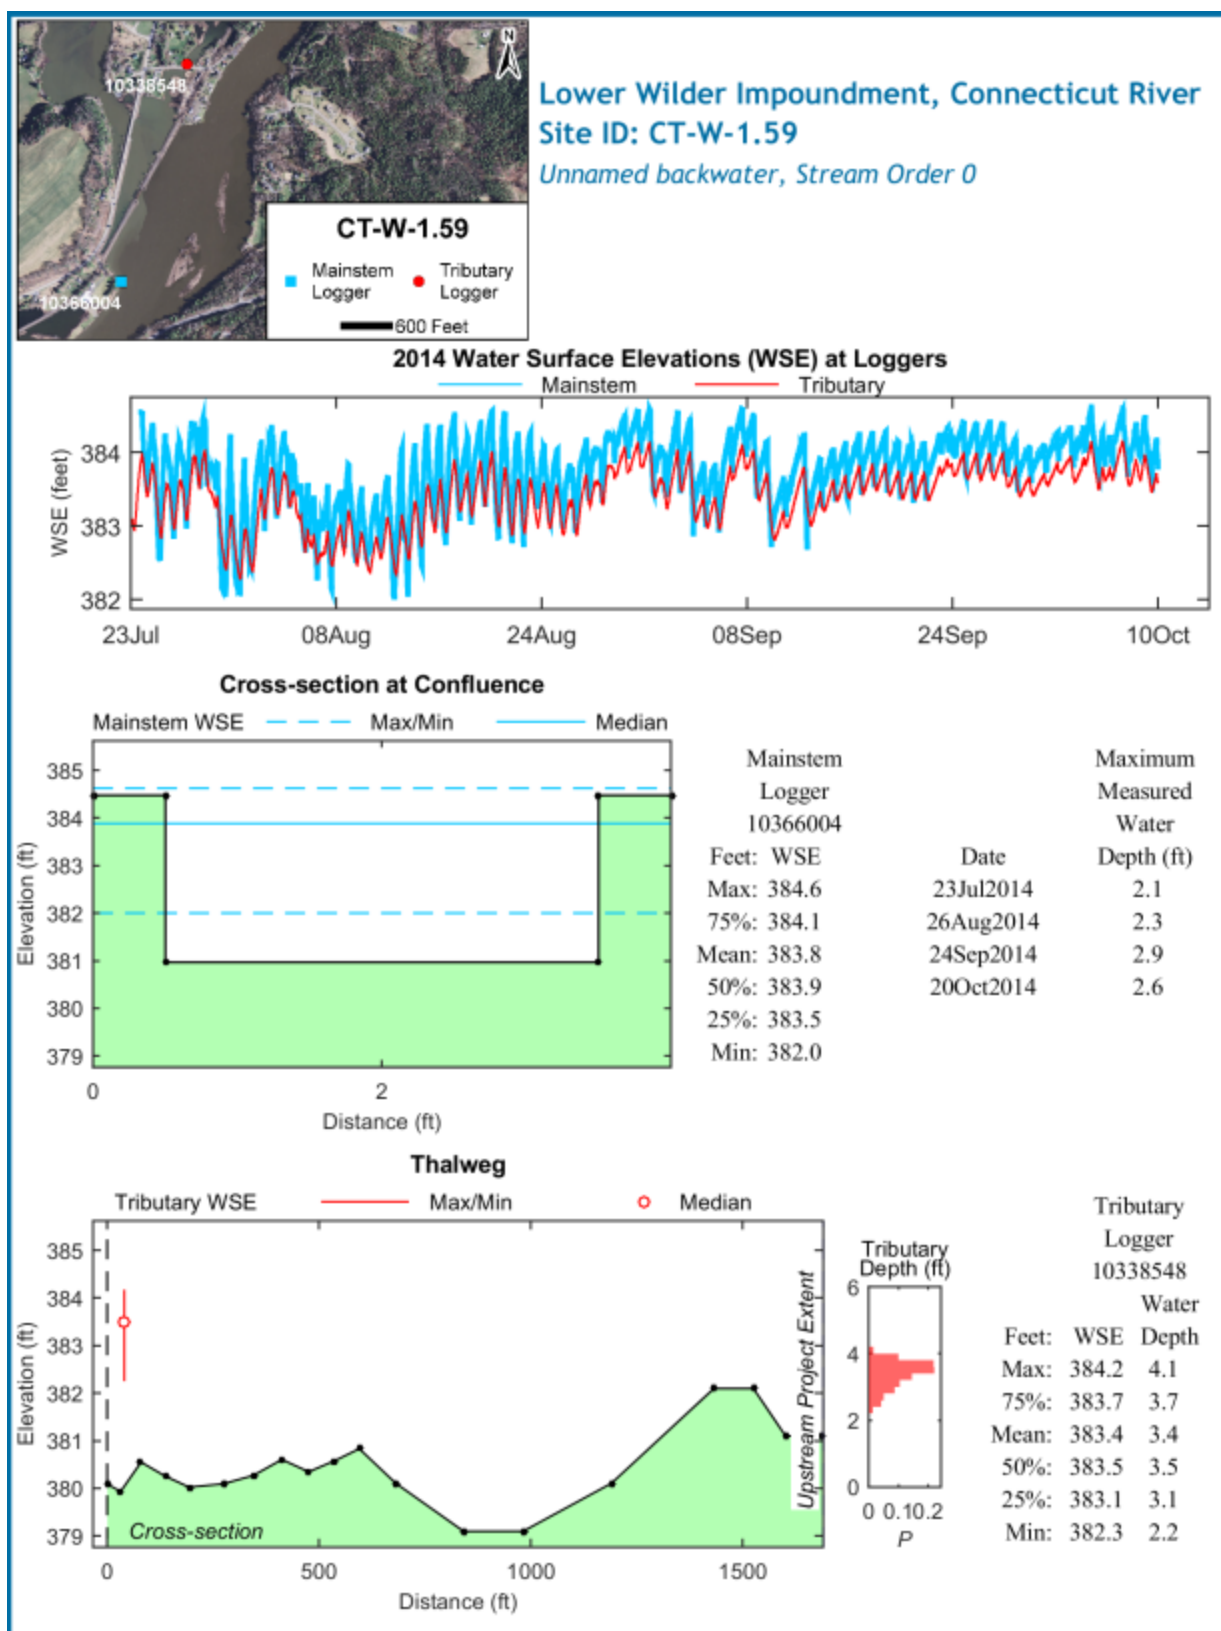 10338548
N
10366004
CT-W-1.59
Mainstem Logger
Tributary Logger
600 Feet
Lower Wilder Impoundment, Connecticut River
Site ID: CT-W-1.59
Unnamed backwater, Stream Order 0
2014 Water Surface Elevations (WSE) at Loggers
Mainstem Tributary
WSE (feet)
384
383
382
23Jul 08Aug 24Aug 08Sep 24Sep 10Oct
Cross-section at Confluence
Mainstem WSE Max/Min Median
Elevation (ft)
385
384
383
382
381
380
379
0 2
Distance (ft)
Mainstem Maximum
Logger Measured
10366004 Water
Feet: WSE Date Depth (ft)
Max: 384.6 23Jul2014 2.1
75%: 384.1 26Aug2014 2.3
Mean: 383.8 24Sep2014 2.9
50%: 383.9 20Oct2014 2.6
25%: 383.5
Min: 382.0
Thalweg
Tributary WSE Max/Min Median
Elevation (ft)
385
384
383
382
381
380
379
Cross-section
Upstream Project Extent
0 500 1000 1500
Distance (ft)
Tributary
Depth (ft)
6
4
2
0
0 0.1 0.2
P
Tributary
Logger
10338548
Water
Feet: WSE Depth
Max: 384.2 4.1
75%: 383.7 3.7
Mean: 383.4 3.4
50%: 383.5 3.5
25%: 383.1 3.1
Min: 382.3 2.2